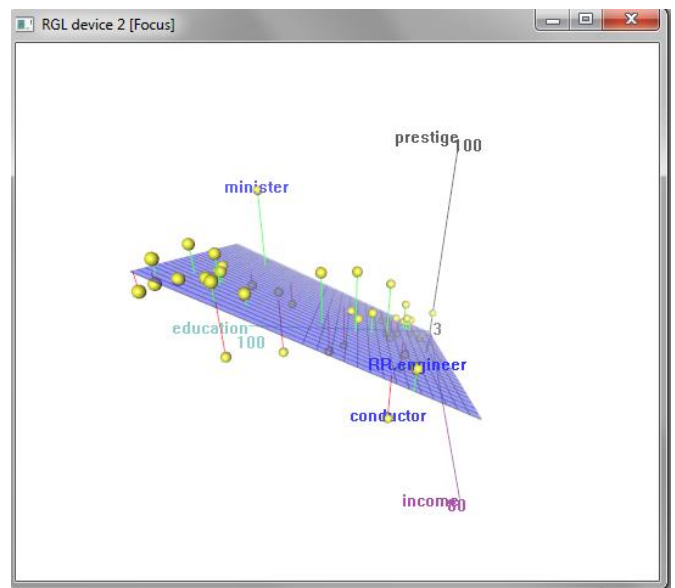 RGL device 2 [Focus]
prestige
100
minister
education
100
3
RR.engineer
conductor
income
80